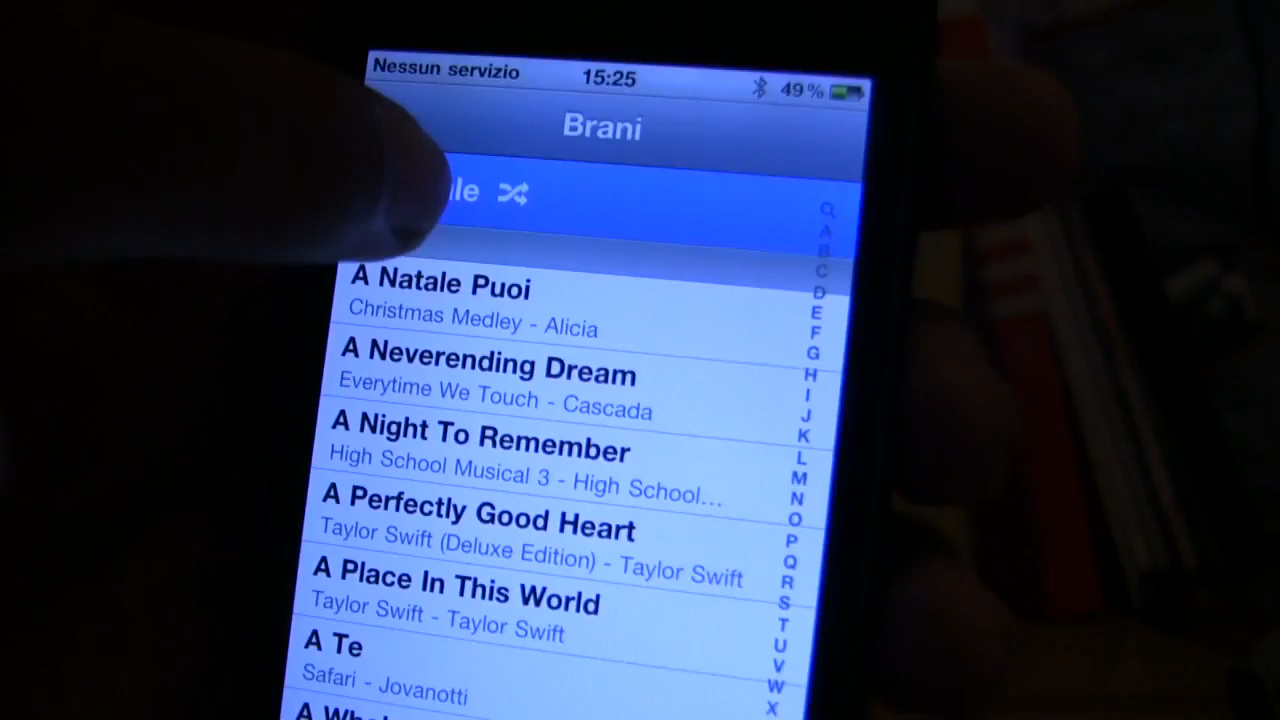 Nessun servizio 15:25 49%
Brani
A Natale Puoi
Christmas Medley - Alicia
A Neverending Dream
Everytime We Touch - Cascada
A Night To Remember
High School Musical 3 - High School...
A Perfectly Good Heart
Taylor Swift (Deluxe Edition) - Taylor Swift
A Place In This World
Taylor Swift - Taylor Swift
A Te
Safari - Jovanotti
A
A
B
C
D
E
F
G
H
I
J
K
L
M
N
O
P
Q
R
S
T
U
V
W
X